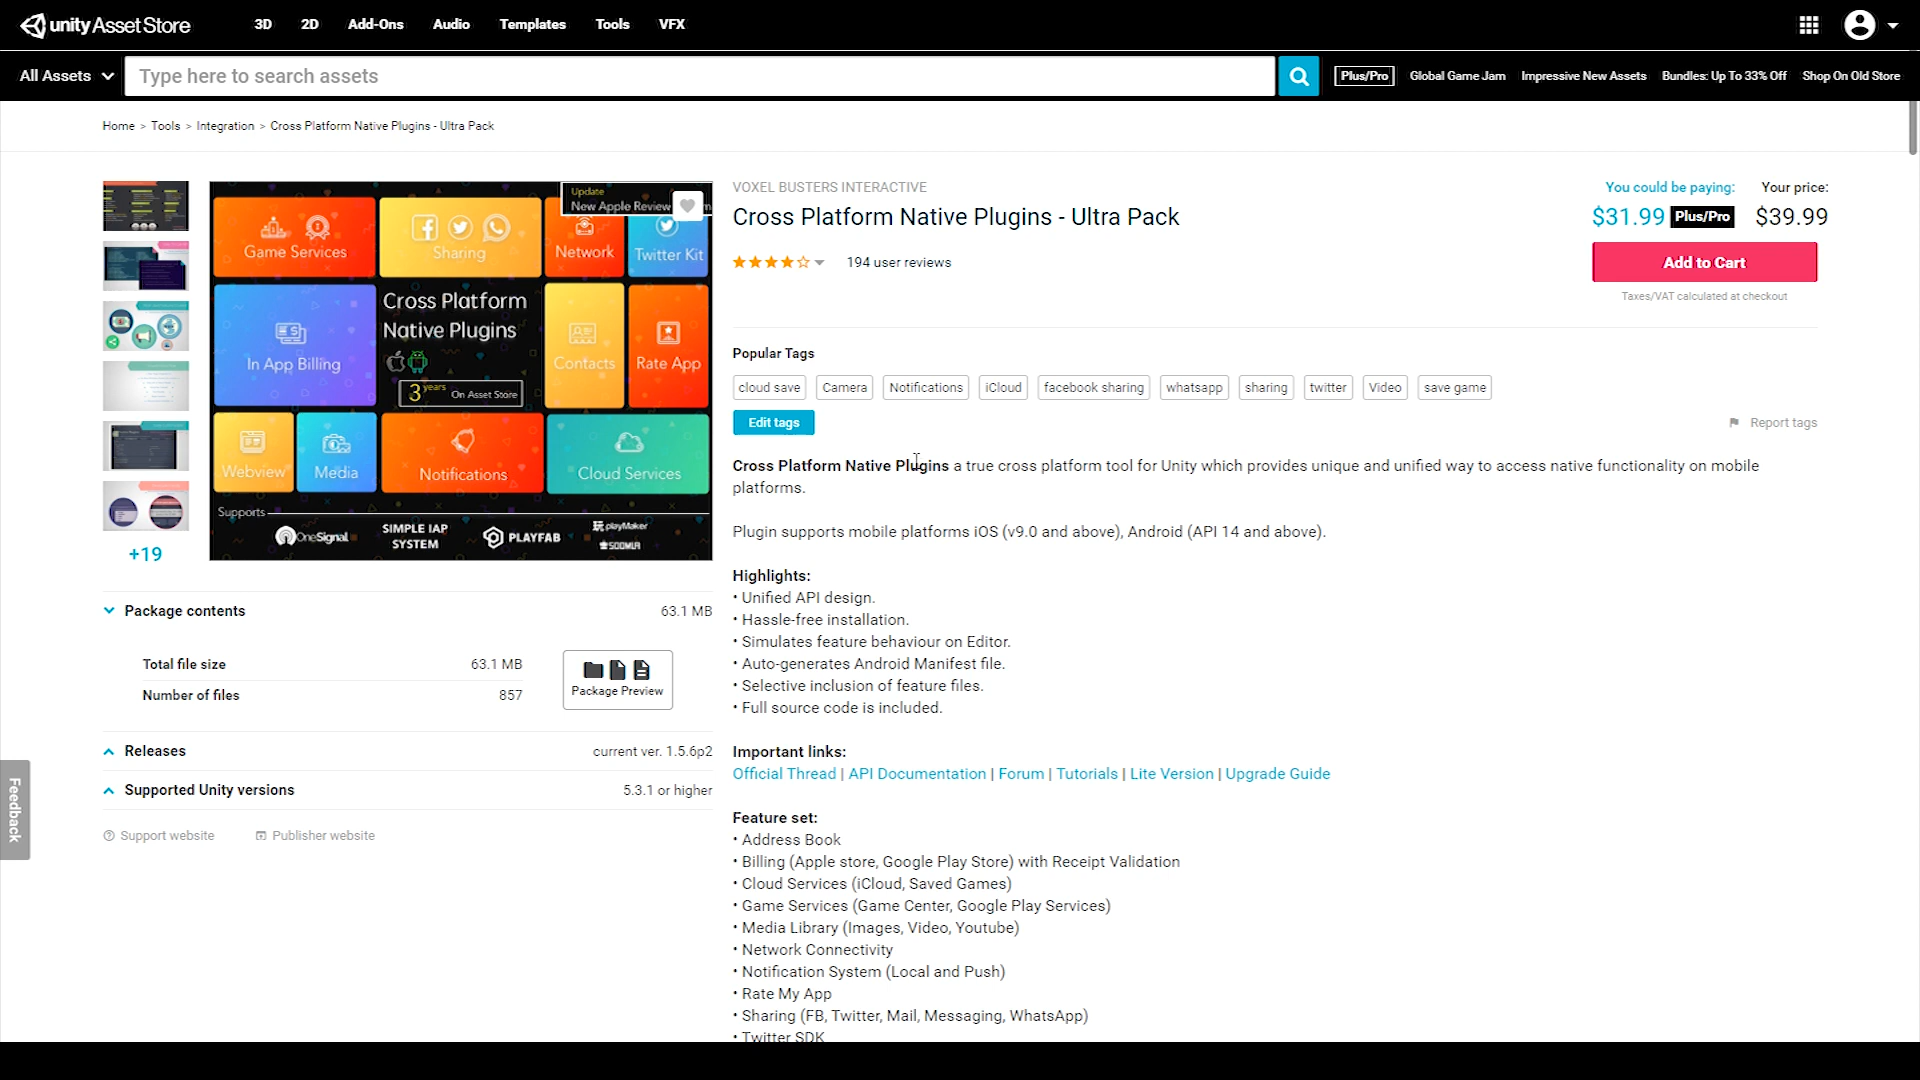 unity Asset Store
3D 2D Add-Ons Audio Templates Tools VFX
All Assets
Type here to search assets
Plus/Pro Global Game Jam Impressive New Assets Bundles: Up To 33% Off Shop On Old Store
Home > Tools > Integration > Cross Platform Native Plugins - Ultra Pack
Update
New Apple Review
Game Services
Sharing
Network
Twitter Kit
In App Billing
Cross Platform
Native Plugins
3 years On Asset Store
Contacts
Rate App
Webview
Media
Notifications
Cloud Services
Supports
OneSignal
SIMPLE IAP
SYSTEM
PLAYFAB
playMaker
SOOMLA
+19
Package contents 63.1 MB
Total file size 63.1 MB
Number of files 857
Package Preview
Releases current ver. 1.5.6p2
Supported Unity versions 5.3.1 or higher
Support website Publisher website
Feedback
VOXEL BUSTERS INTERACTIVE
Cross Platform Native Plugins - Ultra Pack
194 user reviews
You could be paying: Your price:
$31.99 Plus/Pro $39.99
Add to Cart
Taxes/VAT calculated at checkout
Popular Tags
cloud save Camera Notifications iCloud facebook sharing whatsapp sharing twitter Video save game
Edit tags
Report tags
Cross Platform Native Plugins a true cross platform tool for Unity which provides unique and unified way to access native functionality on mobile
platforms.
Plugin supports mobile platforms iOS (v9.0 and above), Android (API 14 and above).
Highlights:
• Unified API design.
• Hassle-free installation.
• Simulates feature behaviour on Editor.
• Auto-generates Android Manifest file.
• Selective inclusion of feature files.
• Full source code is included.
Important links:
Official Thread | API Documentation | Forum | Tutorials | Lite Version | Upgrade Guide
Feature set:
• Address Book
• Billing (Apple store, Google Play Store) with Receipt Validation
• Cloud Services (iCloud, Saved Games)
• Game Services (Game Center, Google Play Services)
• Media Library (Images, Video, Youtube)
• Network Connectivity
• Notification System (Local and Push)
• Rate My App
• Sharing (FB, Twitter, Mail, Messaging, WhatsApp)
• Twitter SDK